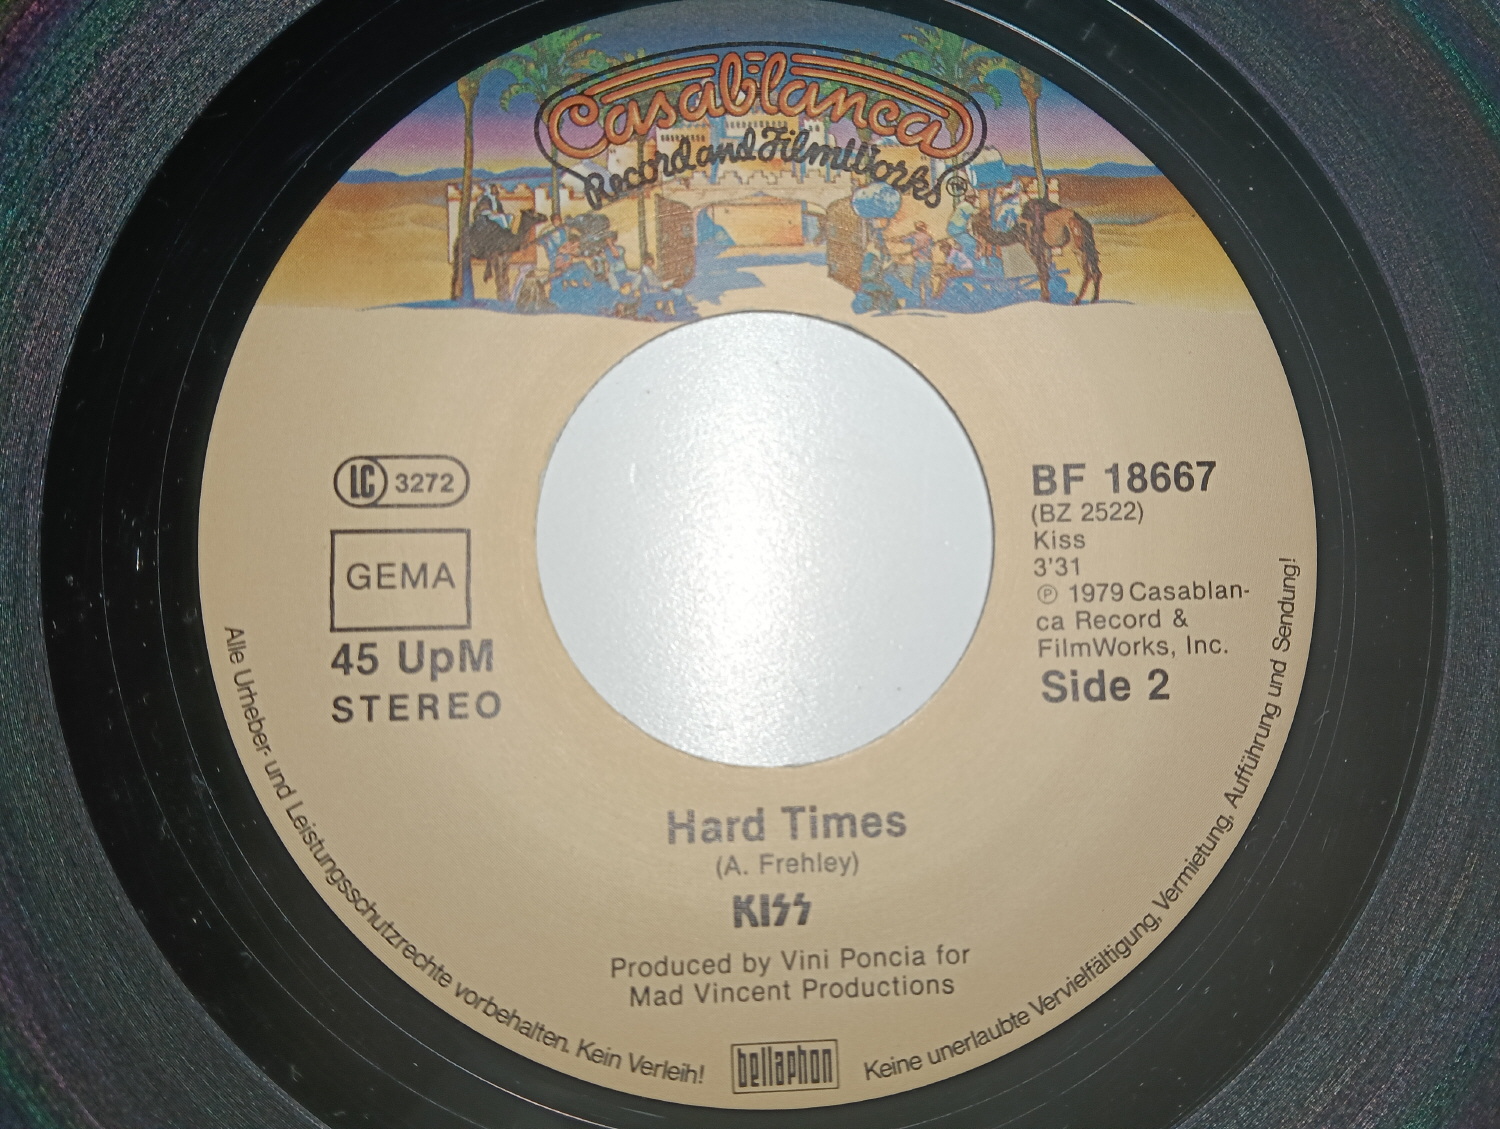 Casablanca
Record and FilmWorks ™
LC 3272
GEMA
45 UpM
STEREO
BF 18667
(BZ 2522)
Kiss
3'31
℗ 1979 Casablan-
ca Record &
FilmWorks, Inc.
Side 2
Hard Times
(A. Frehley)
KISS
Produced by Vini Poncia for
Mad Vincent Productions
Alle Urheber- und Leistungsschutzrechte vorbehalten. Kein Verleih!
bellaphon
Keine unerlaubte Vervielfältigung, Vermietung, Aufführung und Sendung!